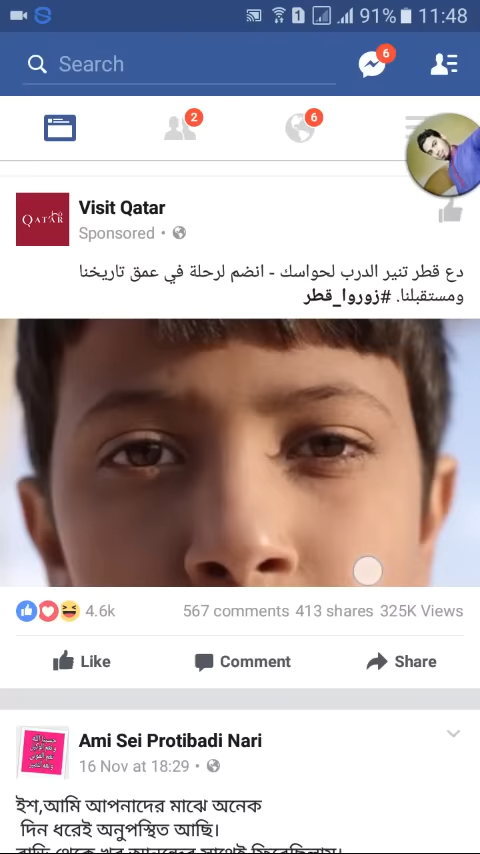 91% 11:48
Search
6
2
6
QATAR
Visit Qatar
Sponsored
دع قطر تنير الدرب لحواسك - انضم لرحلة في عمق تاريخنا
ومستقبلنا. #زوروا_قطر
4.6k 567 comments 413 shares 325K Views
Like Comment Share
Ami Sei Protibadi Nari
16 Nov at 18:29
ইশ,আমি আপনাদের মাঝে অনেক
দিন ধরেই অনুপস্থিত আছি।